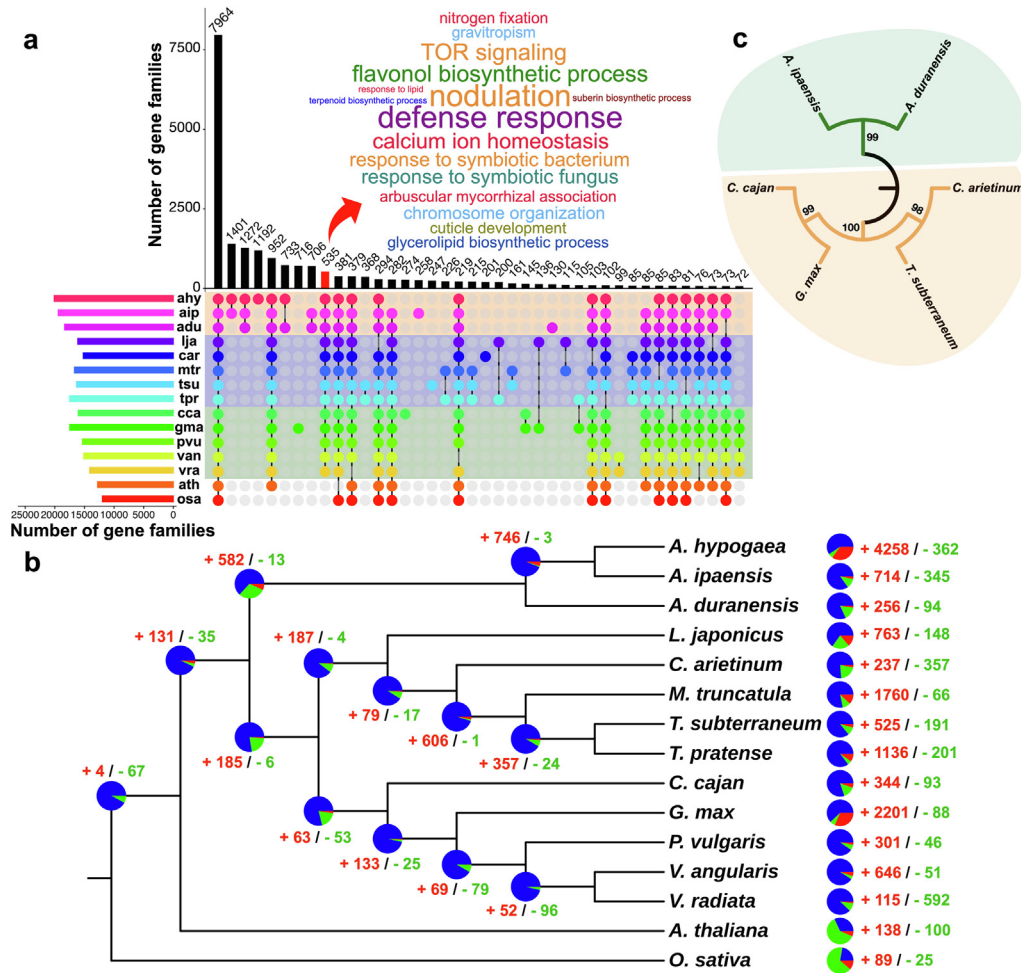 a
Number of gene families
7500
5000
2500
0
7964
1401
1272
1192
952
733
716
706
535
381
379
368
294
282
274
258
247
226
219
215
201
200
161
145
136
130
115
105
103
102
99
85
85
85
83
81
76
73
73
72
nitrogen fixation
gravitropism
TOR signaling
flavonol biosynthetic process
response to lipid
terpenoid biosynthetic process
nodulation
suberin biosynthetic process
defense response
calcium ion homeostasis
response to symbiotic bacterium
response to symbiotic fungus
arbuscular mycorrhizal association
chromosome organization
cuticle development
glycerolipid biosynthetic process
ahy
aip
adu
lja
car
mtr
tsu
tpr
cca
gma
pvu
van
vra
ath
osa
25000 20000 15000 10000 5000 0
Number of gene families
c
A. ipaensis
A. duranensis
99
C. cajan
C. arietinum
99
100
98
G. max
T. subterraneum
b
+ 746 / - 3
+ 582 / - 13
+ 131 / - 35
+ 187 / - 4
+ 79 / - 17
+ 606 / - 1
+ 357 / - 24
+ 185 / - 6
+ 4 / - 67
+ 63 / - 53
+ 133 / - 25
+ 69 / - 79
+ 52 / - 96
A. hypogaea + 4258 / - 362
A. ipaensis + 714 / - 345
A. duranensis + 256 / - 94
L. japonicus + 763 / - 148
C. arietinum + 237 / - 357
M. truncatula + 1760 / - 66
T. subterraneum + 525 / - 191
T. pratense + 1136 / - 201
C. cajan + 344 / - 93
G. max + 2201 / - 88
P. vulgaris + 301 / - 46
V. angularis + 646 / - 51
V. radiata + 115 / - 592
A. thaliana + 138 / - 100
O. sativa + 89 / - 25